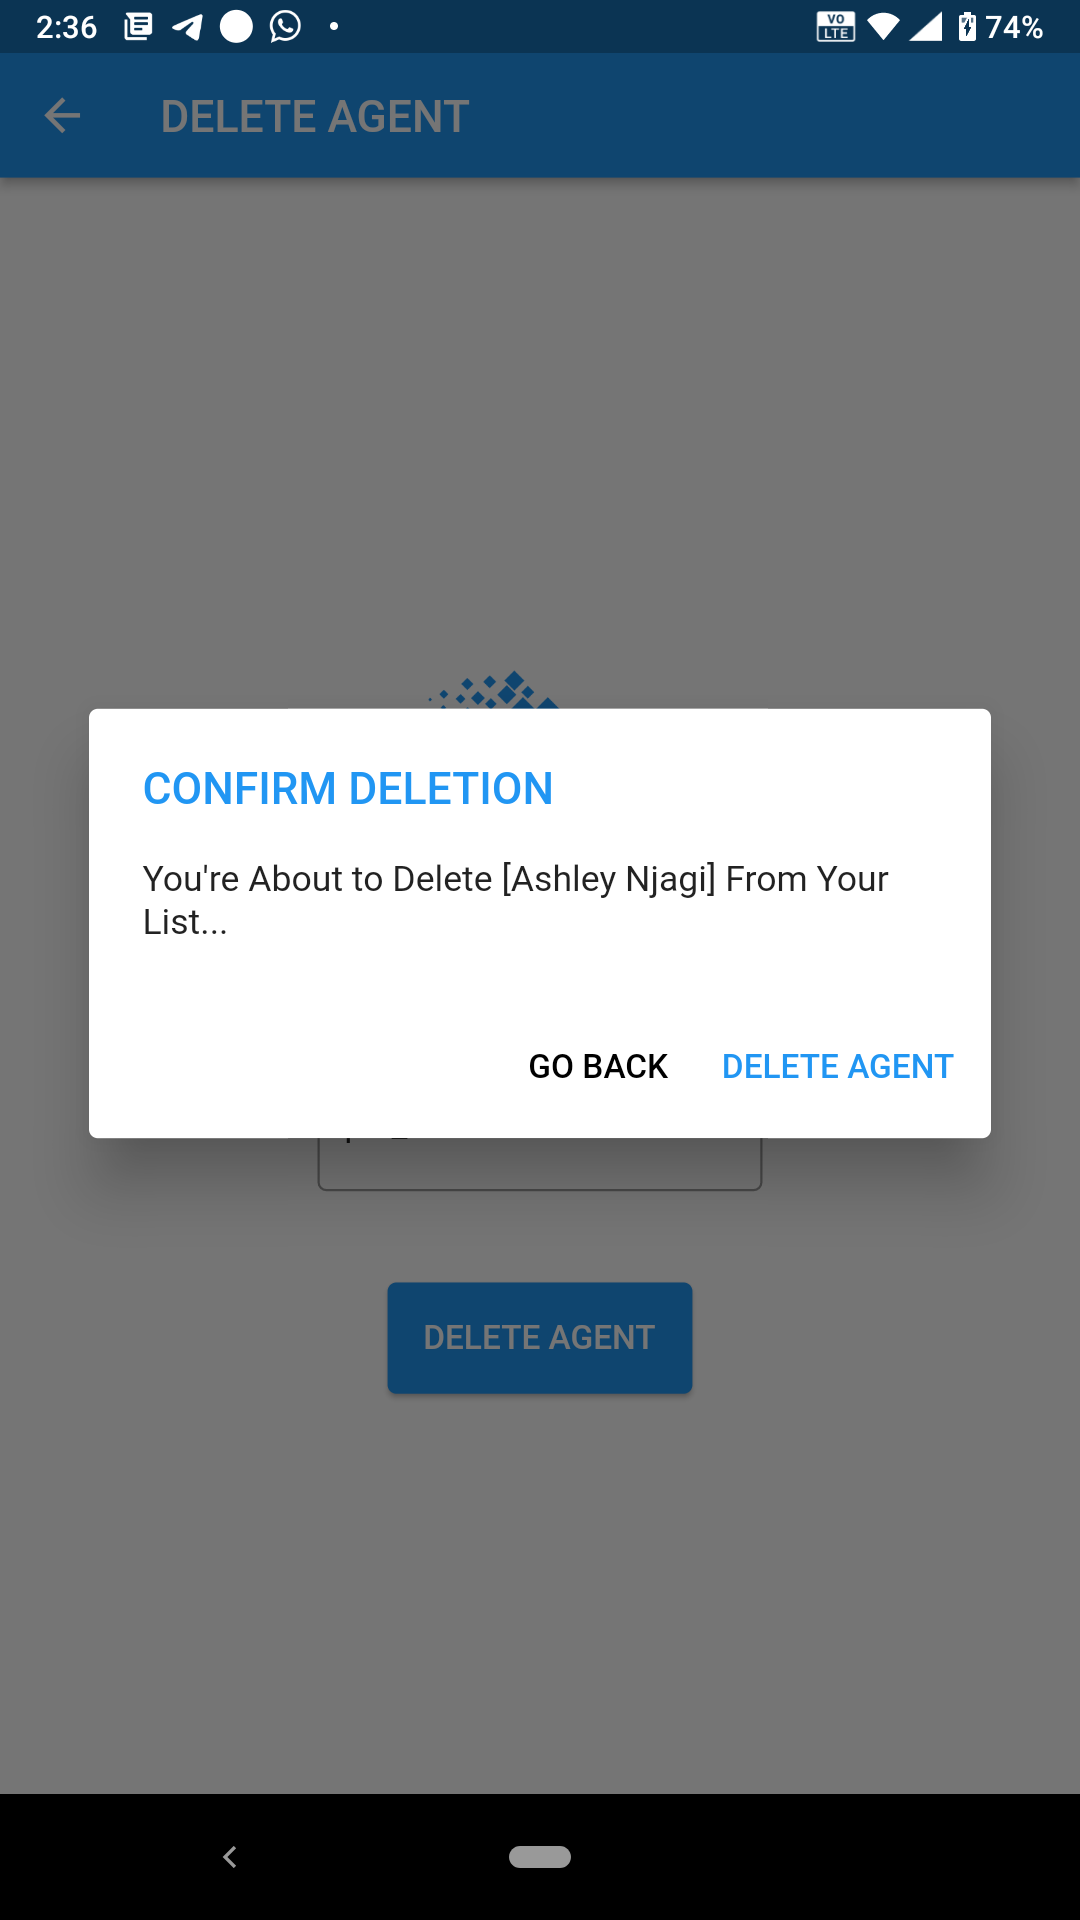 2:36
VO
LTE
74%
DELETE AGENT
CONFIRM DELETION
You're About to Delete [Ashley Njagi] From Your
List...
GO BACK
DELETE AGENT
DELETE AGENT